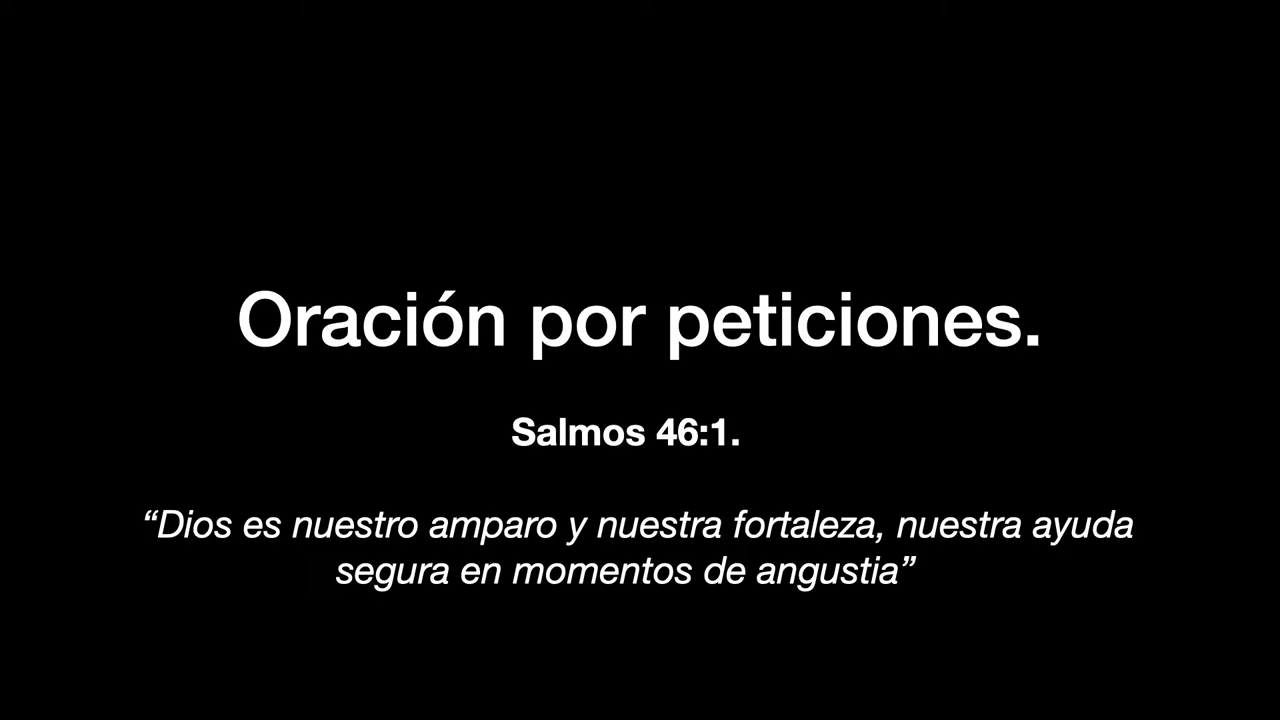 Oración por peticiones.
Salmos 46:1.
“Dios es nuestro amparo y nuestra fortaleza, nuestra ayuda
segura en momentos de angustia”